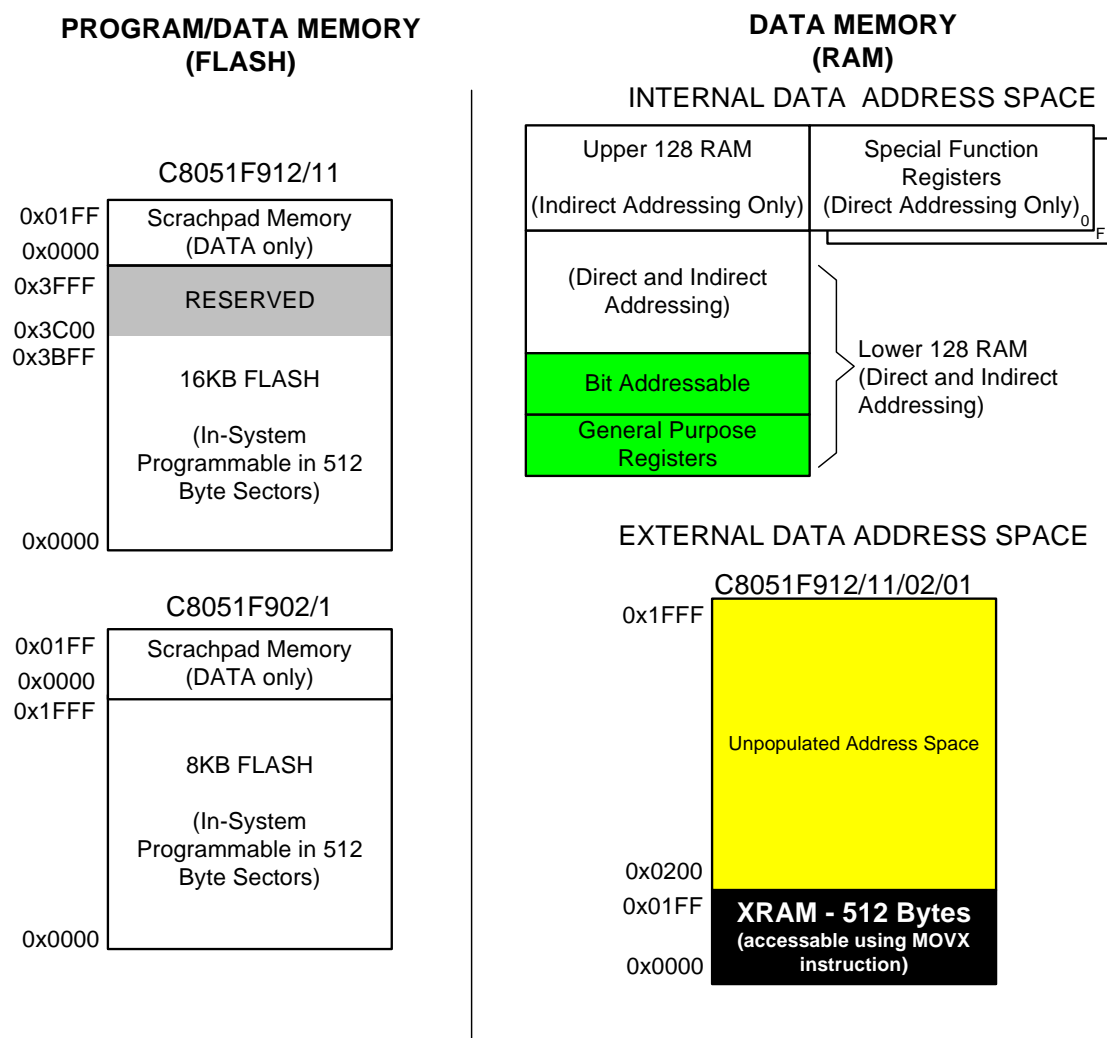 PROGRAM/DATA MEMORY
(FLASH)
C8051F912/11
0x01FF
Scrachpad Memory
(DATA only)
0x0000
0x3FFF
RESERVED
0x3C00
0x3BFF
16KB FLASH
(In-System
Programmable in 512
Byte Sectors)
0x0000
C8051F902/1
0x01FF
Scrachpad Memory
(DATA only)
0x0000
0x1FFF
8KB FLASH
(In-System
Programmable in 512
Byte Sectors)
0x0000
DATA MEMORY
(RAM)
INTERNAL DATA ADDRESS SPACE
Upper 128 RAM
(Indirect Addressing Only)
Special Function
Registers
(Direct Addressing Only)
0
F
(Direct and Indirect
Addressing)
Bit Addressable
General Purpose
Registers
Lower 128 RAM
(Direct and Indirect
Addressing)
EXTERNAL DATA ADDRESS SPACE
C8051F912/11/02/01
0x1FFF
Unpopulated Address Space
0x0200
0x01FF
XRAM - 512 Bytes
(accessable using MOVX
instruction)
0x0000